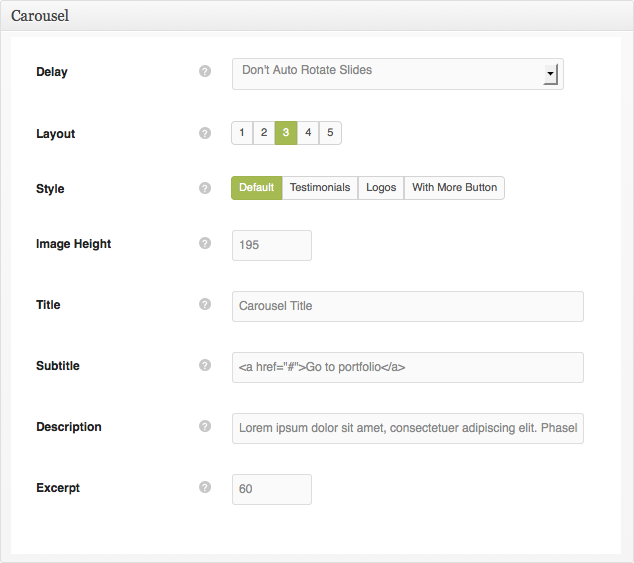 Carousel
Delay ? Don't Auto Rotate Slides
Layout ? 1 2 3 4 5
Style ? Default Testimonials Logos With More Button
Image Height ? 195
Title ? Carousel Title
Subtitle ? <a href="#">Go to portfolio</a>
Description ? Lorem ipsum dolor sit amet, consectetuer adipiscing elit. Phasel
Excerpt ? 60